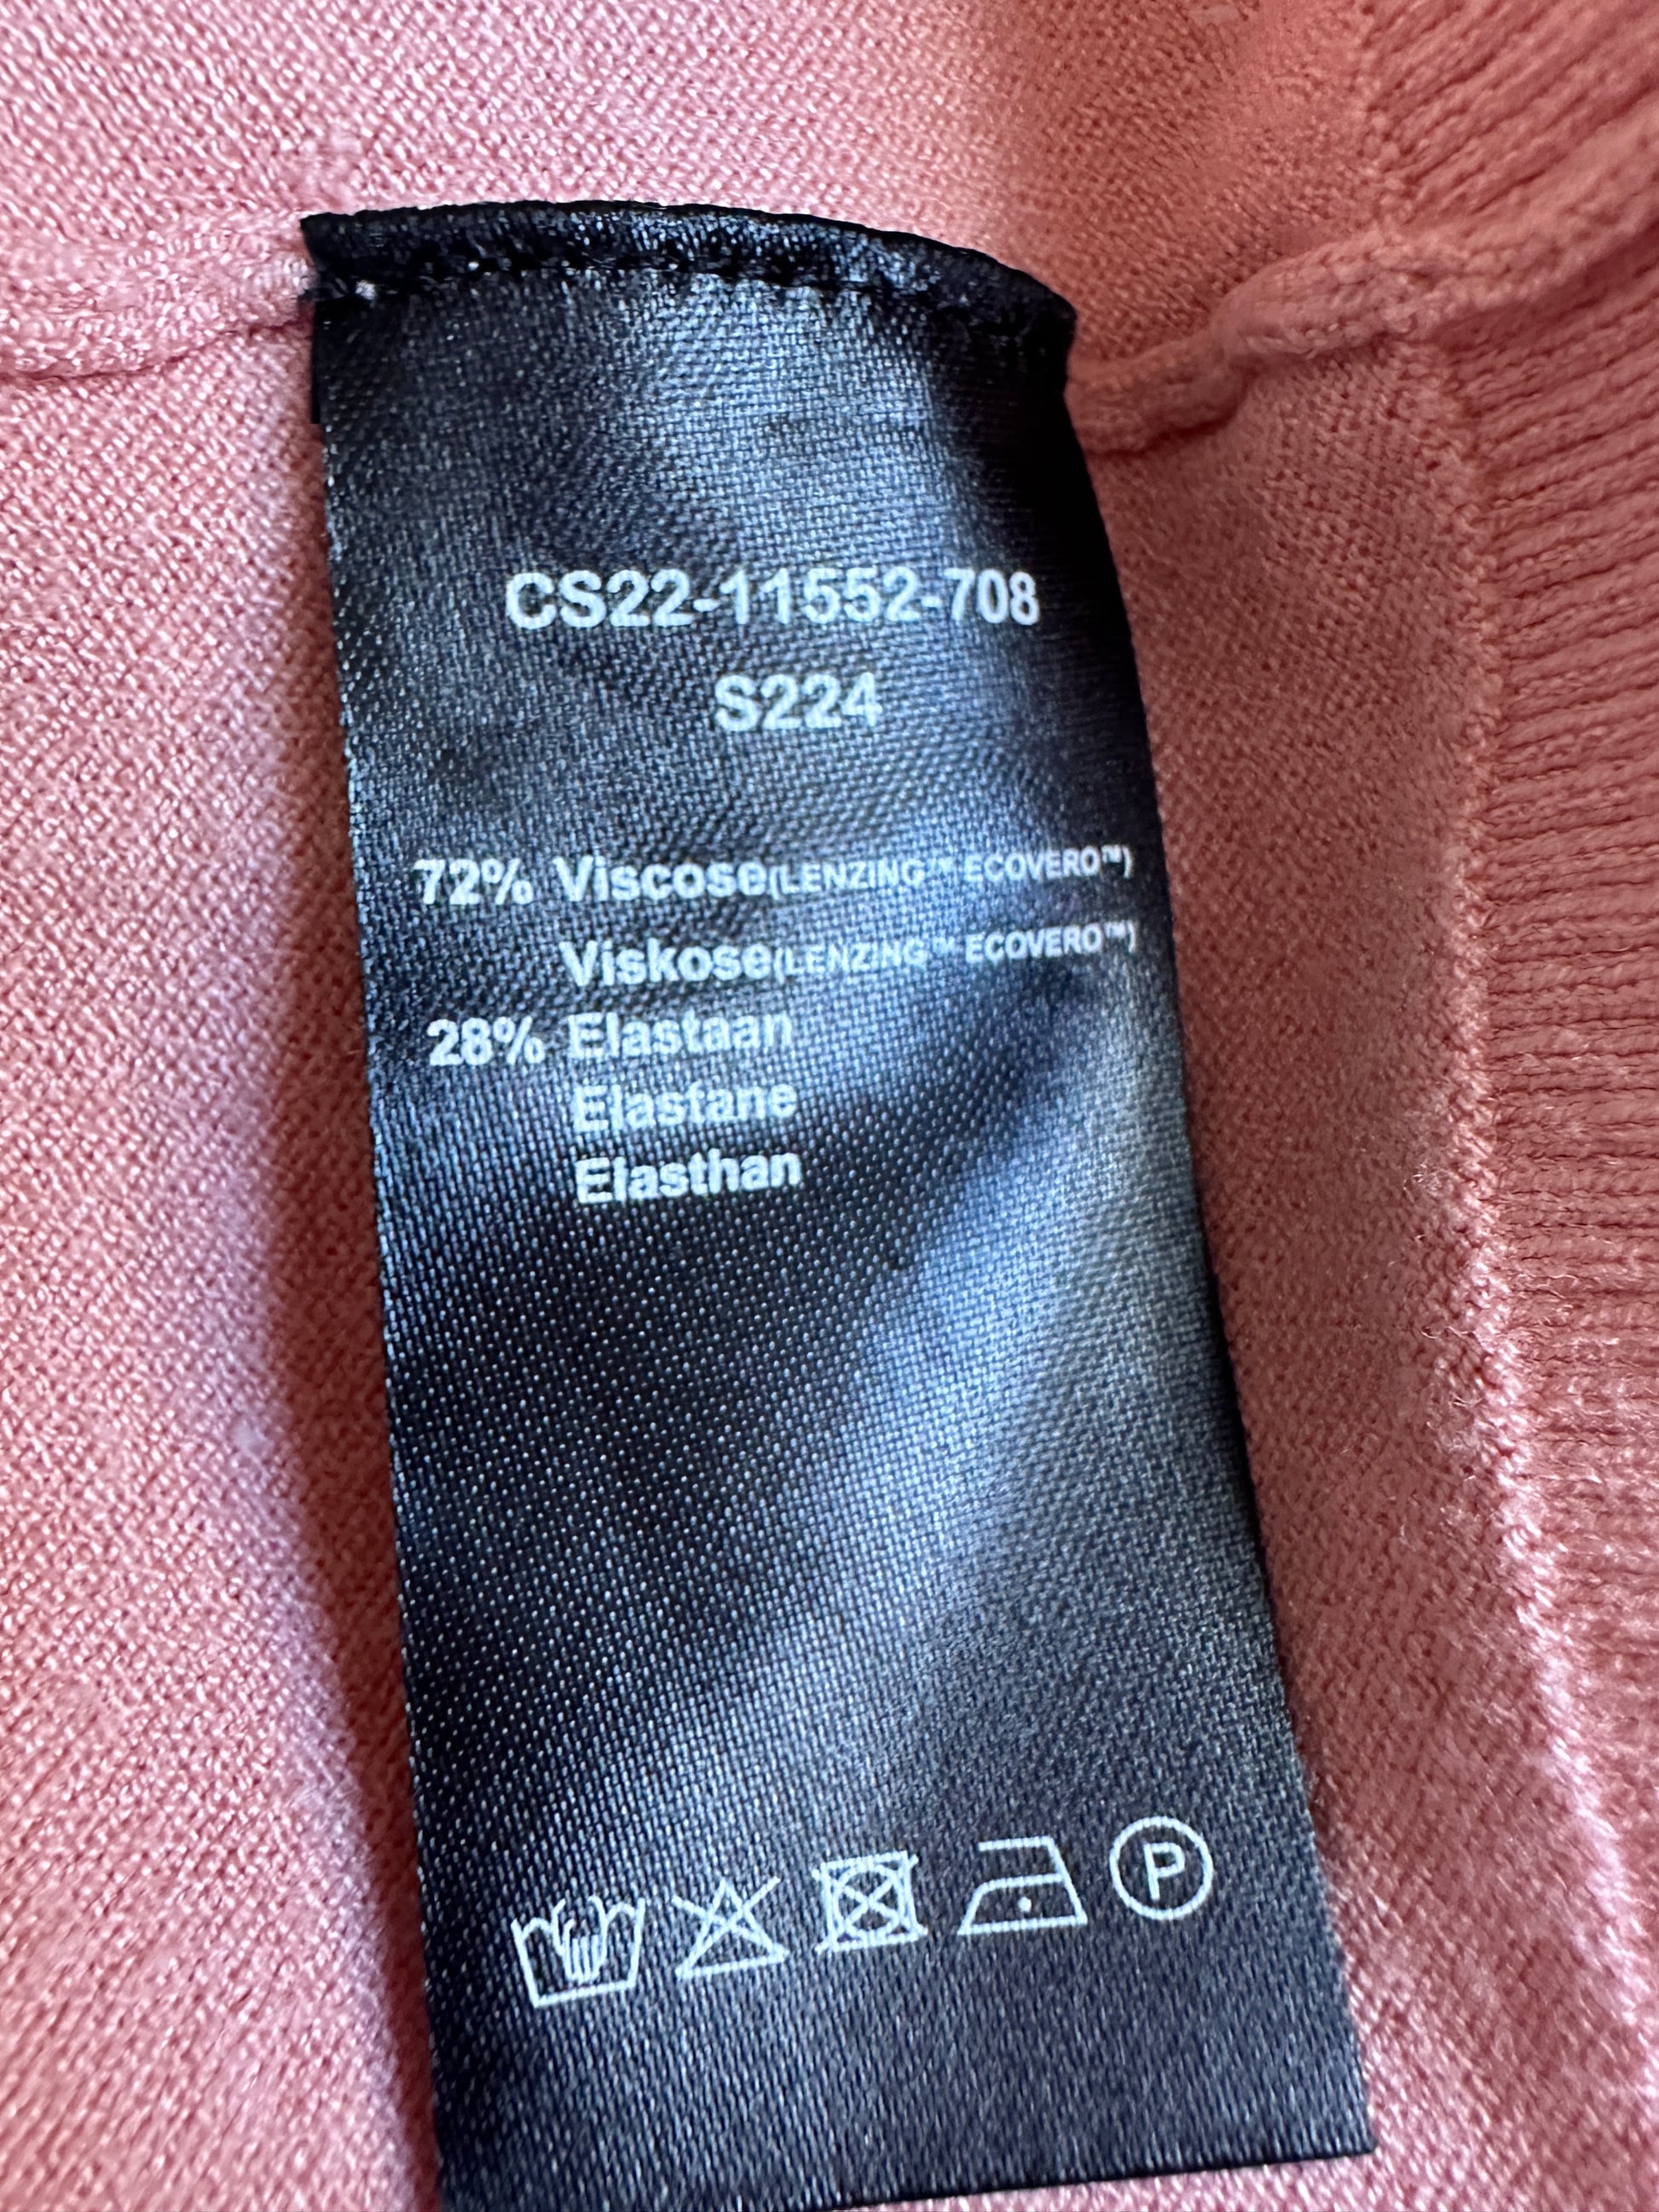 CS22-11552-708
S224
72% Viscose(LENZING™ ECOVERO™)
Viskose(LENZING™ ECOVERO™)
28% Elastaan
Elastane
Elasthan
P